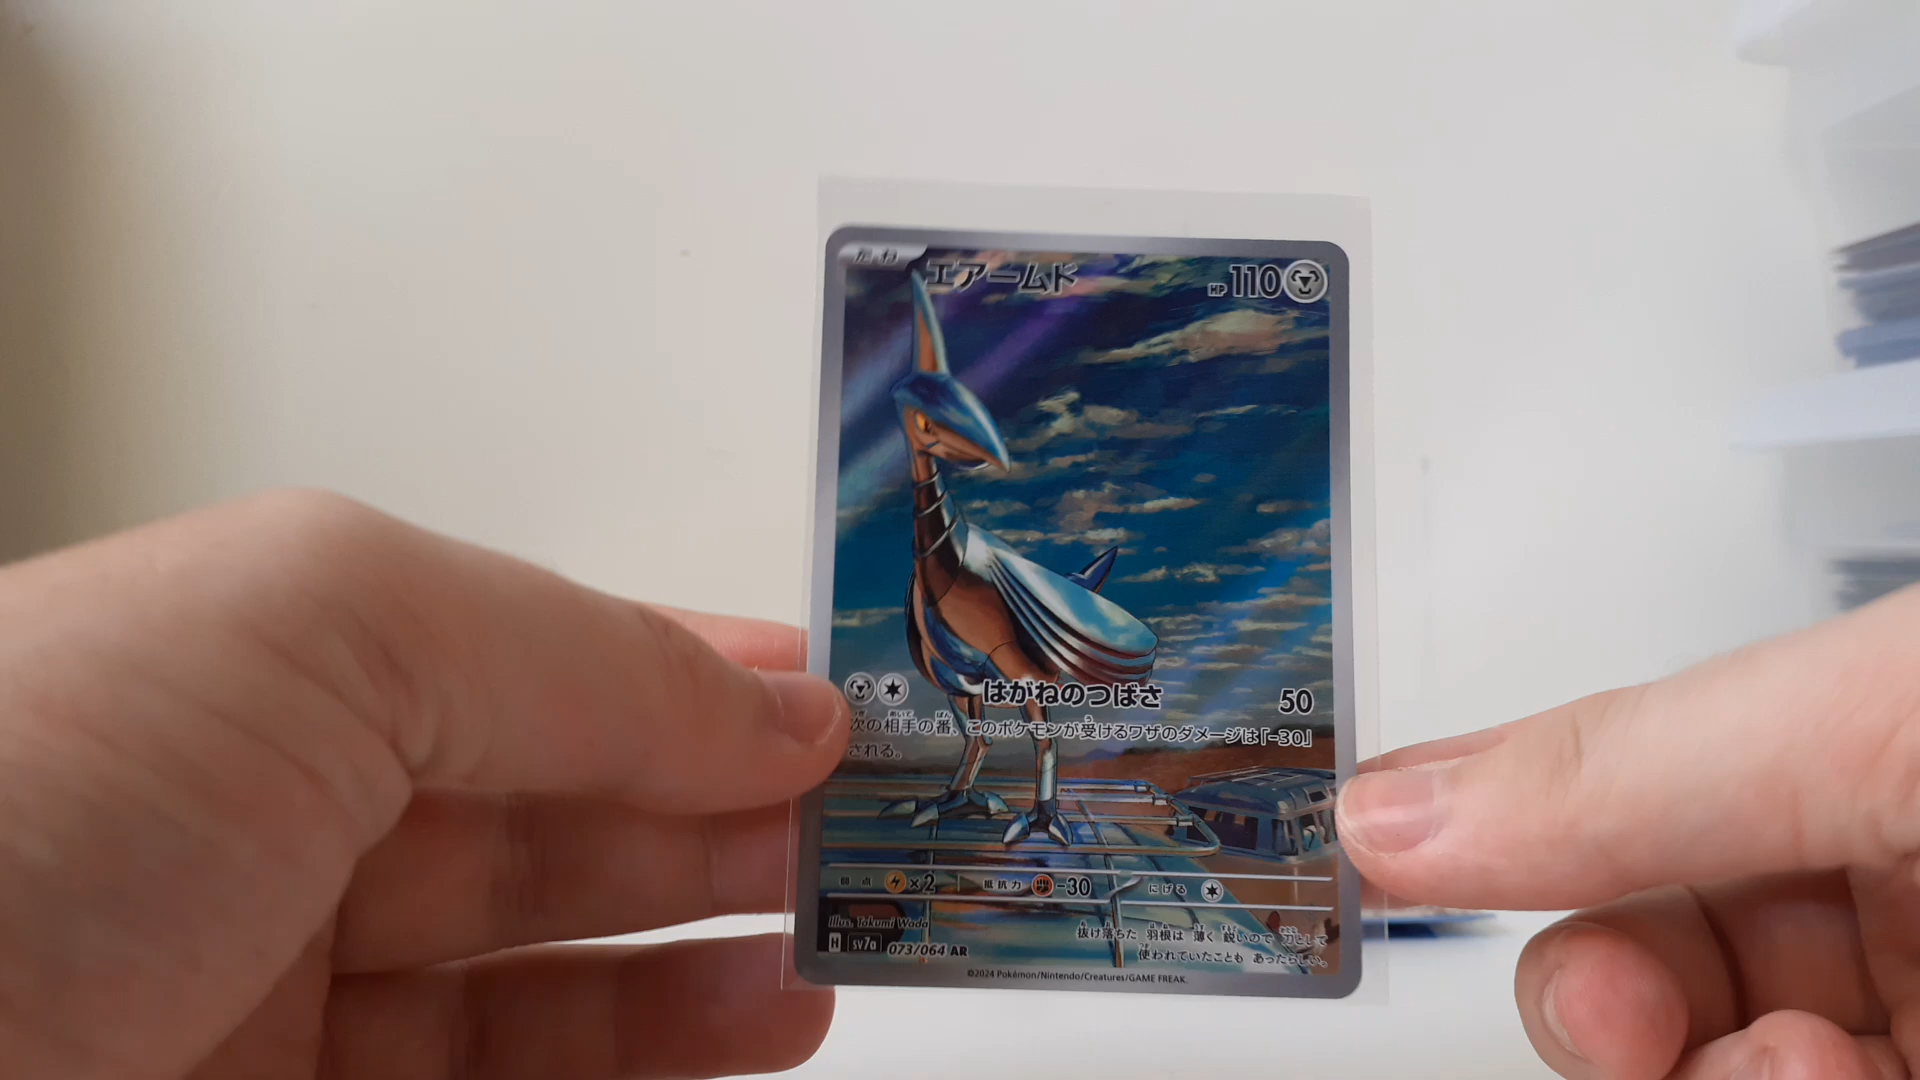 たね
エアームド
HP 110
はがねのつばさ 50
次の相手の番、このポケモンが受けるワザのダメージは「-30」
される。
弱点 ×2 抵抗力 -30 にげる
Illus. Takumi Wada
抜け落ちた 羽根は 薄く 鋭いので 刀として
使われていたことも あったらしい。
H sv7a 073/064 AR
©2024 Pokémon/Nintendo/Creatures/GAME FREAK.